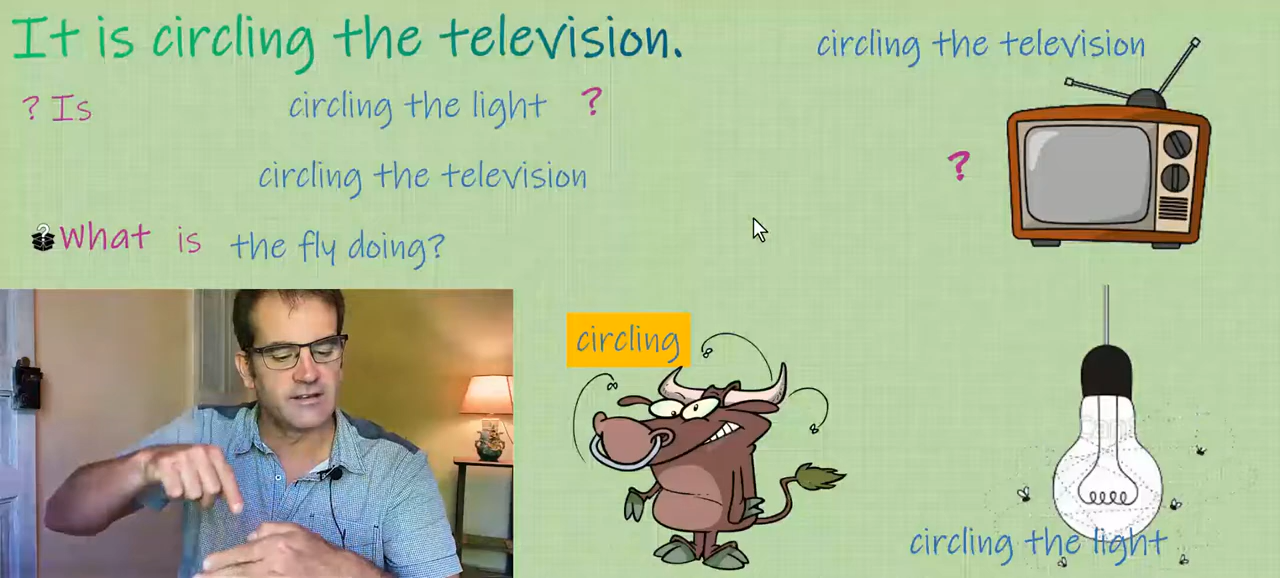 It is circling the television.
circling the television
? Is circling the light ?
circling the television
?
What is the fly doing?
circling
circling the light